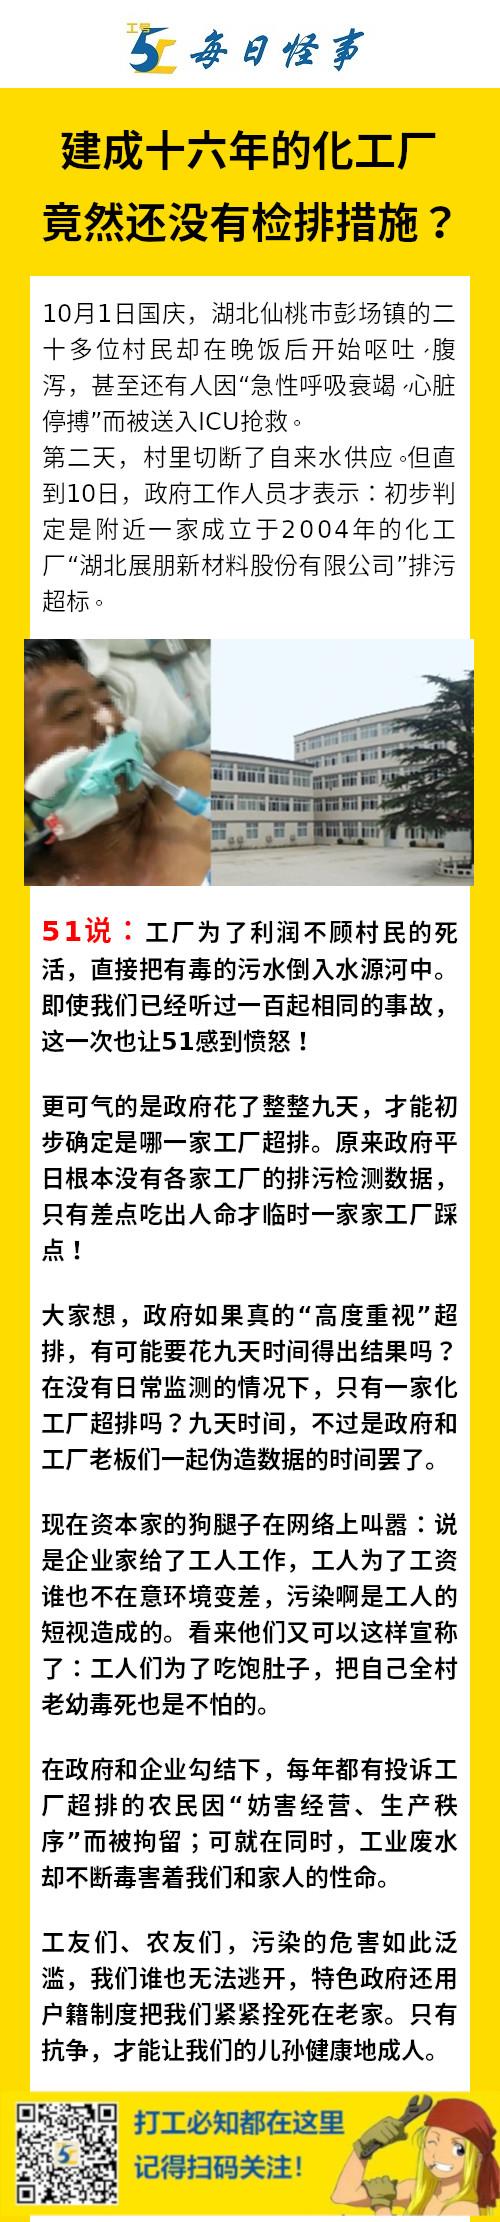 工号
51
每日怪事
建成十六年的化工厂
竟然还没有检排措施？
10月1日国庆，湖北仙桃市彭场镇的二
十多位村民却在晚饭后开始呕吐、腹
泻，甚至还有人因“急性呼吸衰竭、心脏
停搏”而被送入ICU抢救。
第二天，村里切断了自来水供应。但直
到10日，政府工作人员才表示：初步判
定是附近一家成立于2004年的化工
厂“湖北展朋新材料股份有限公司”排污
超标。
51说：工厂为了利润不顾村民的死
活，直接把有毒的污水倒入水源河中。
即使我们已经听过一百起相同的事故，
这一次也让51感到愤怒！
更可气的是政府花了整整九天，才能初
步确定是哪一家工厂超排。原来政府平
日根本没有各家工厂的排污检测数据，
只有差点吃出人命才临时一家家工厂踩
点！
大家想，政府如果真的“高度重视”超
排，有可能要花九天时间得出结果吗？
在没有日常监测的情况下，只有一家化
工厂超排吗？九天时间，不过是政府和
工厂老板们一起伪造数据的时间罢了。
现在资本家的狗腿子在网络上叫嚣：说
是企业家给了工人工作，工人为了工资
谁也不在意环境变差，污染啊是工人的
短视造成的。看来他们又可以这样宣称
了：工人们为了吃饱肚子，把自己全村
老幼毒死也是不怕的。
在政府和企业勾结下，每年都有投诉工
厂超排的农民因“妨害经营、生产秩
序”而被拘留；可就在同时，工业废水
却不断毒害着我们和家人的性命。
工友们、农友们，污染的危害如此泛
滥，我们谁也无法逃开，特色政府还用
户籍制度把我们紧紧拴死在老家。只有
抗争，才能让我们的儿孙健康地成人。
打工必知都在这里
记得扫码关注！